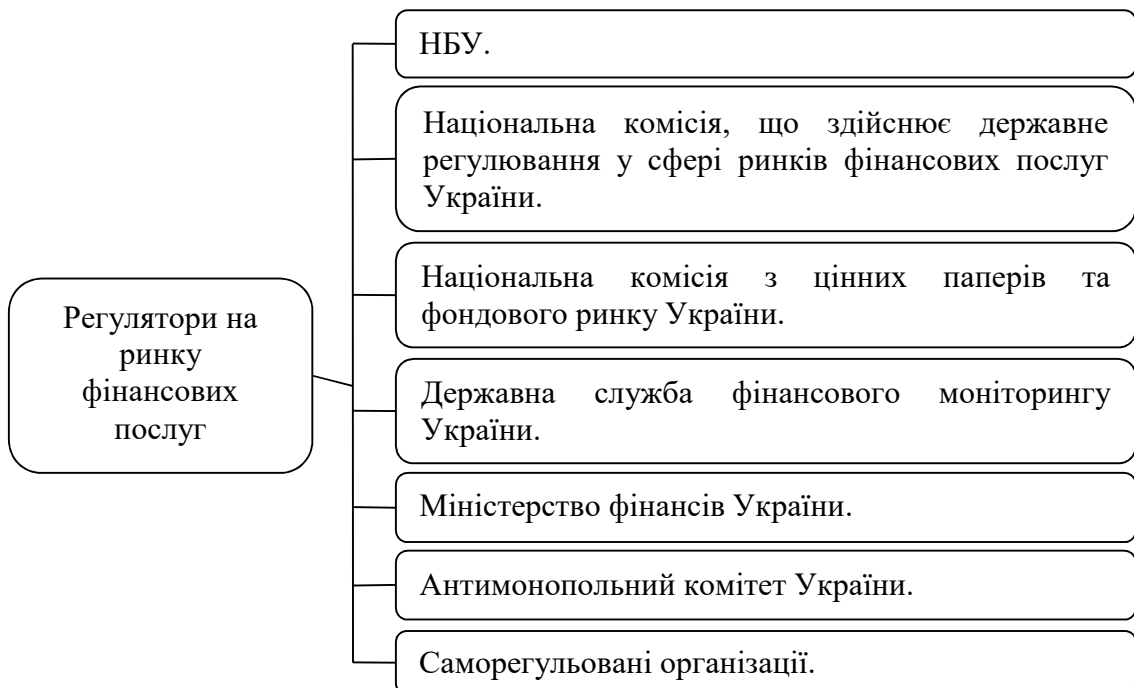 НБУ.
Національна комісія, що здійснює державне
регулювання у сфері ринків фінансових послуг
України.
Національна комісія з цінних паперів та
фондового ринку України.
Регулятори на
ринку
фінансових
послуг
Державна служба фінансового моніторингу
України.
Міністерство фінансів України.
Антимонопольний комітет України.
Саморегульовані організації.